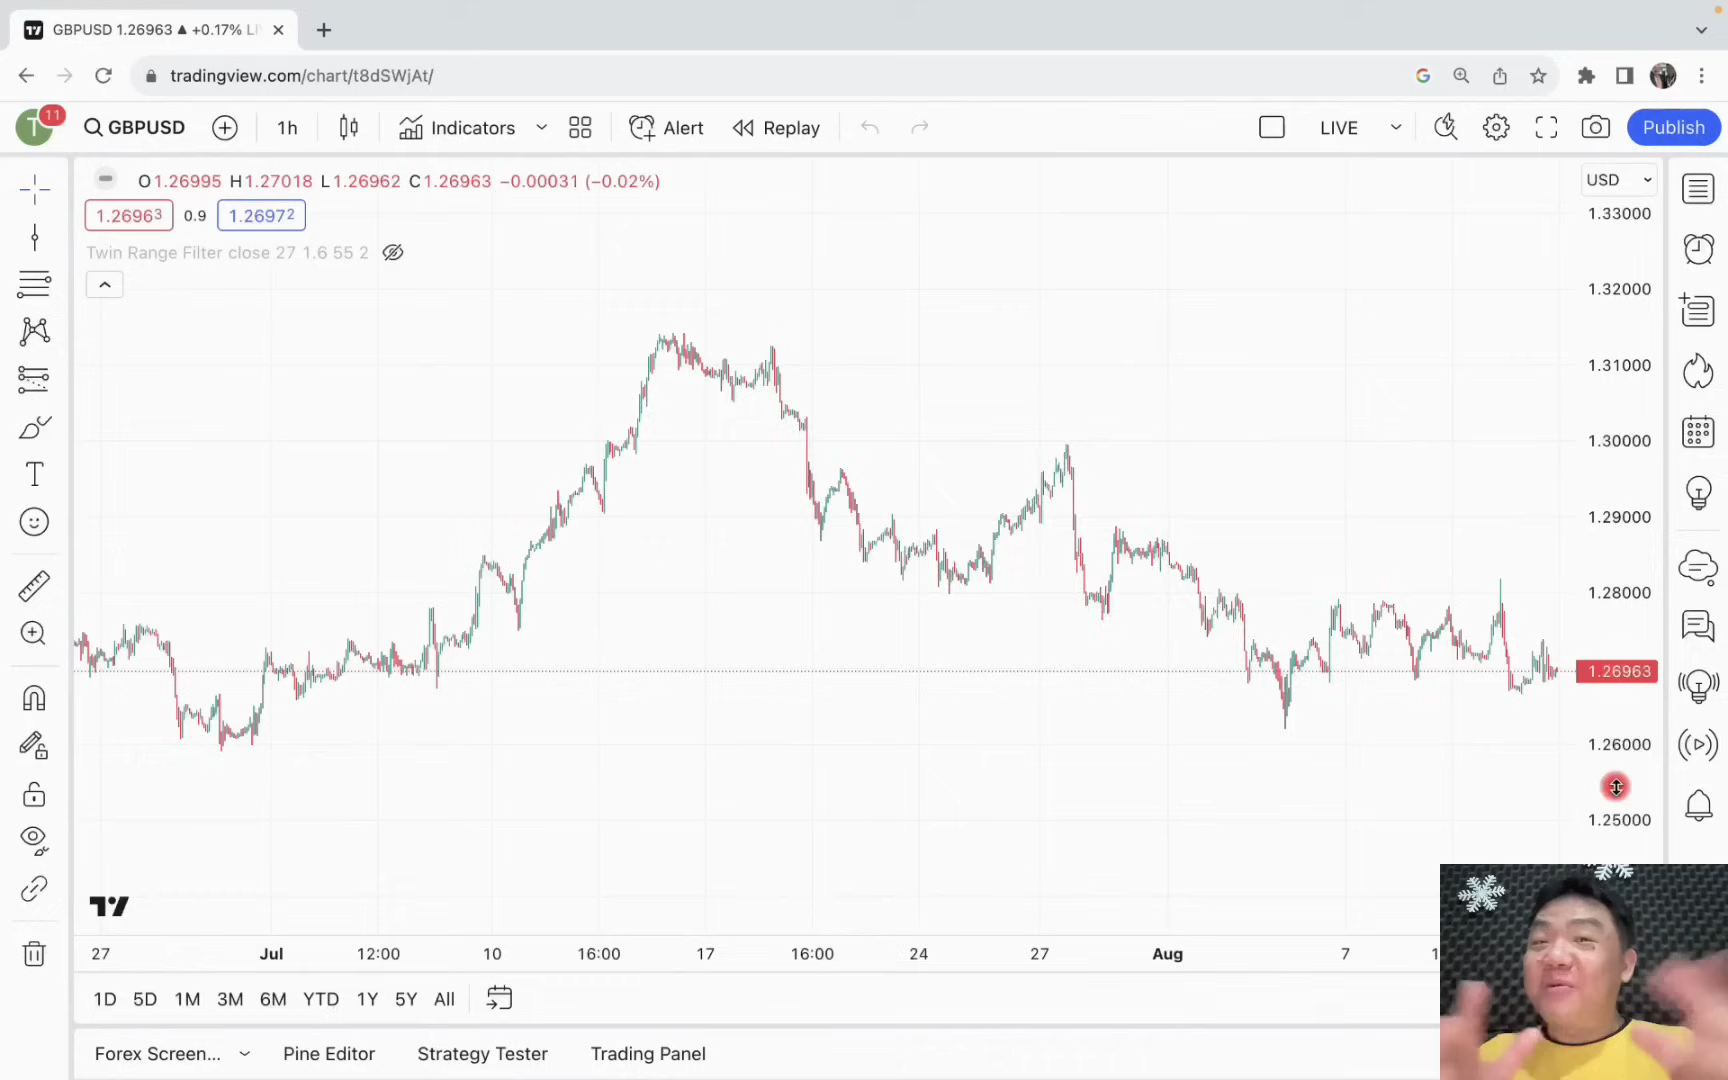 GBPUSD 1.26963 ▲ +0.17% LI
tradingview.com/chart/t8dSWjAt/
T 11 GBPUSD 1h Indicators Alert Replay LIVE Publish
O1.26995 H1.27018 L1.26962 C1.26963 −0.00031 (−0.02%)
1.26963 0.9 1.26972
Twin Range Filter close 27 1.6 55 2
USD
1.33000
1.32000
1.31000
1.30000
1.29000
1.28000
1.26963
1.26000
1.25000
27 Jul 12:00 10 16:00 17 16:00 24 27 Aug 7 1
1D 5D 1M 3M 6M YTD 1Y 5Y All
Forex Screen... Pine Editor Strategy Tester Trading Panel